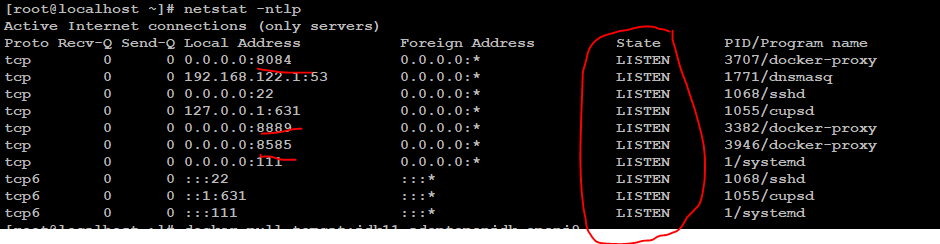 [root@localhost ~]# netstat -ntlp
Active Internet connections (only servers)
Proto Recv-Q Send-Q Local Address           Foreign Address         State       PID/Program name
tcp        0      0 0.0.0.0:8084            0.0.0.0:*               LISTEN      3707/docker-proxy
tcp        0      0 192.168.122.1:53        0.0.0.0:*               LISTEN      1771/dnsmasq
tcp        0      0 0.0.0.0:22              0.0.0.0:*               LISTEN      1068/sshd
tcp        0      0 127.0.0.1:631           0.0.0.0:*               LISTEN      1055/cupsd
tcp        0      0 0.0.0.0:8889            0.0.0.0:*               LISTEN      3382/docker-proxy
tcp        0      0 0.0.0.0:8585            0.0.0.0:*               LISTEN      3946/docker-proxy
tcp        0      0 0.0.0.0:111             0.0.0.0:*               LISTEN      1/systemd
tcp6       0      0 :::22                   :::*                    LISTEN      1068/sshd
tcp6       0      0 ::1:631                 :::*                    LISTEN      1055/cupsd
tcp6       0      0 :::111                  :::*                    LISTEN      1/systemd
[root@localhost ~]# docker pull